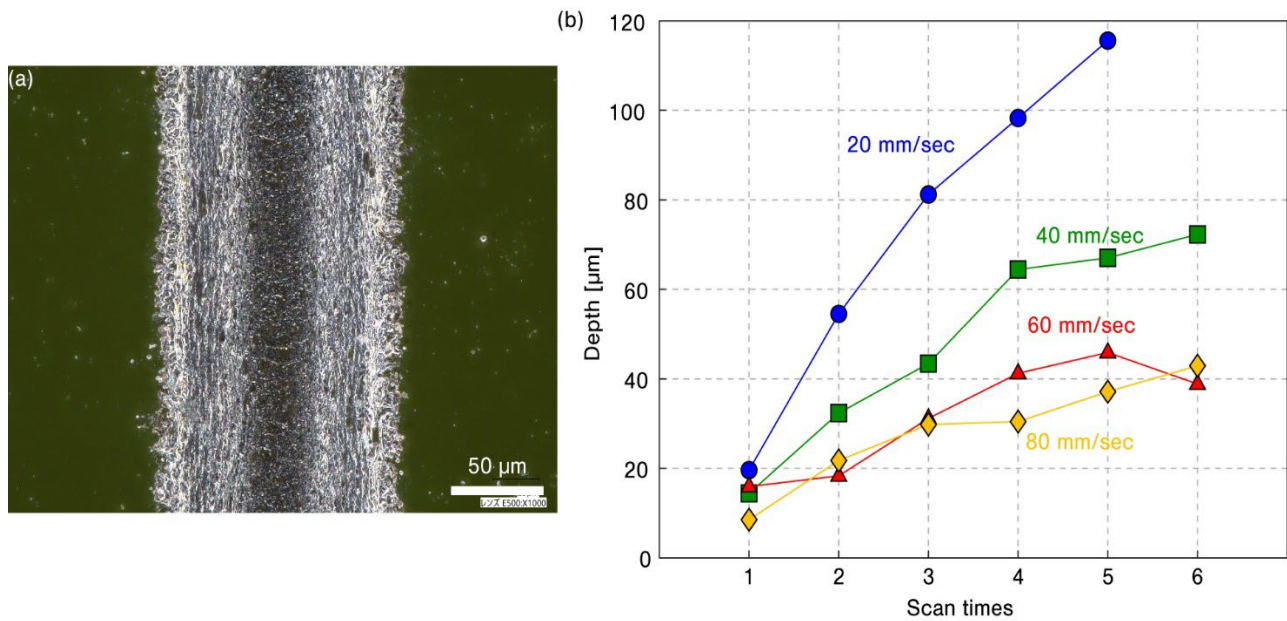 (a)
50 µm
レンズ E500:X1000
(b)
120
100
80
60
40
20
0
Depth [µm]
20 mm/sec
40 mm/sec
60 mm/sec
80 mm/sec
1 2 3 4 5 6
Scan times